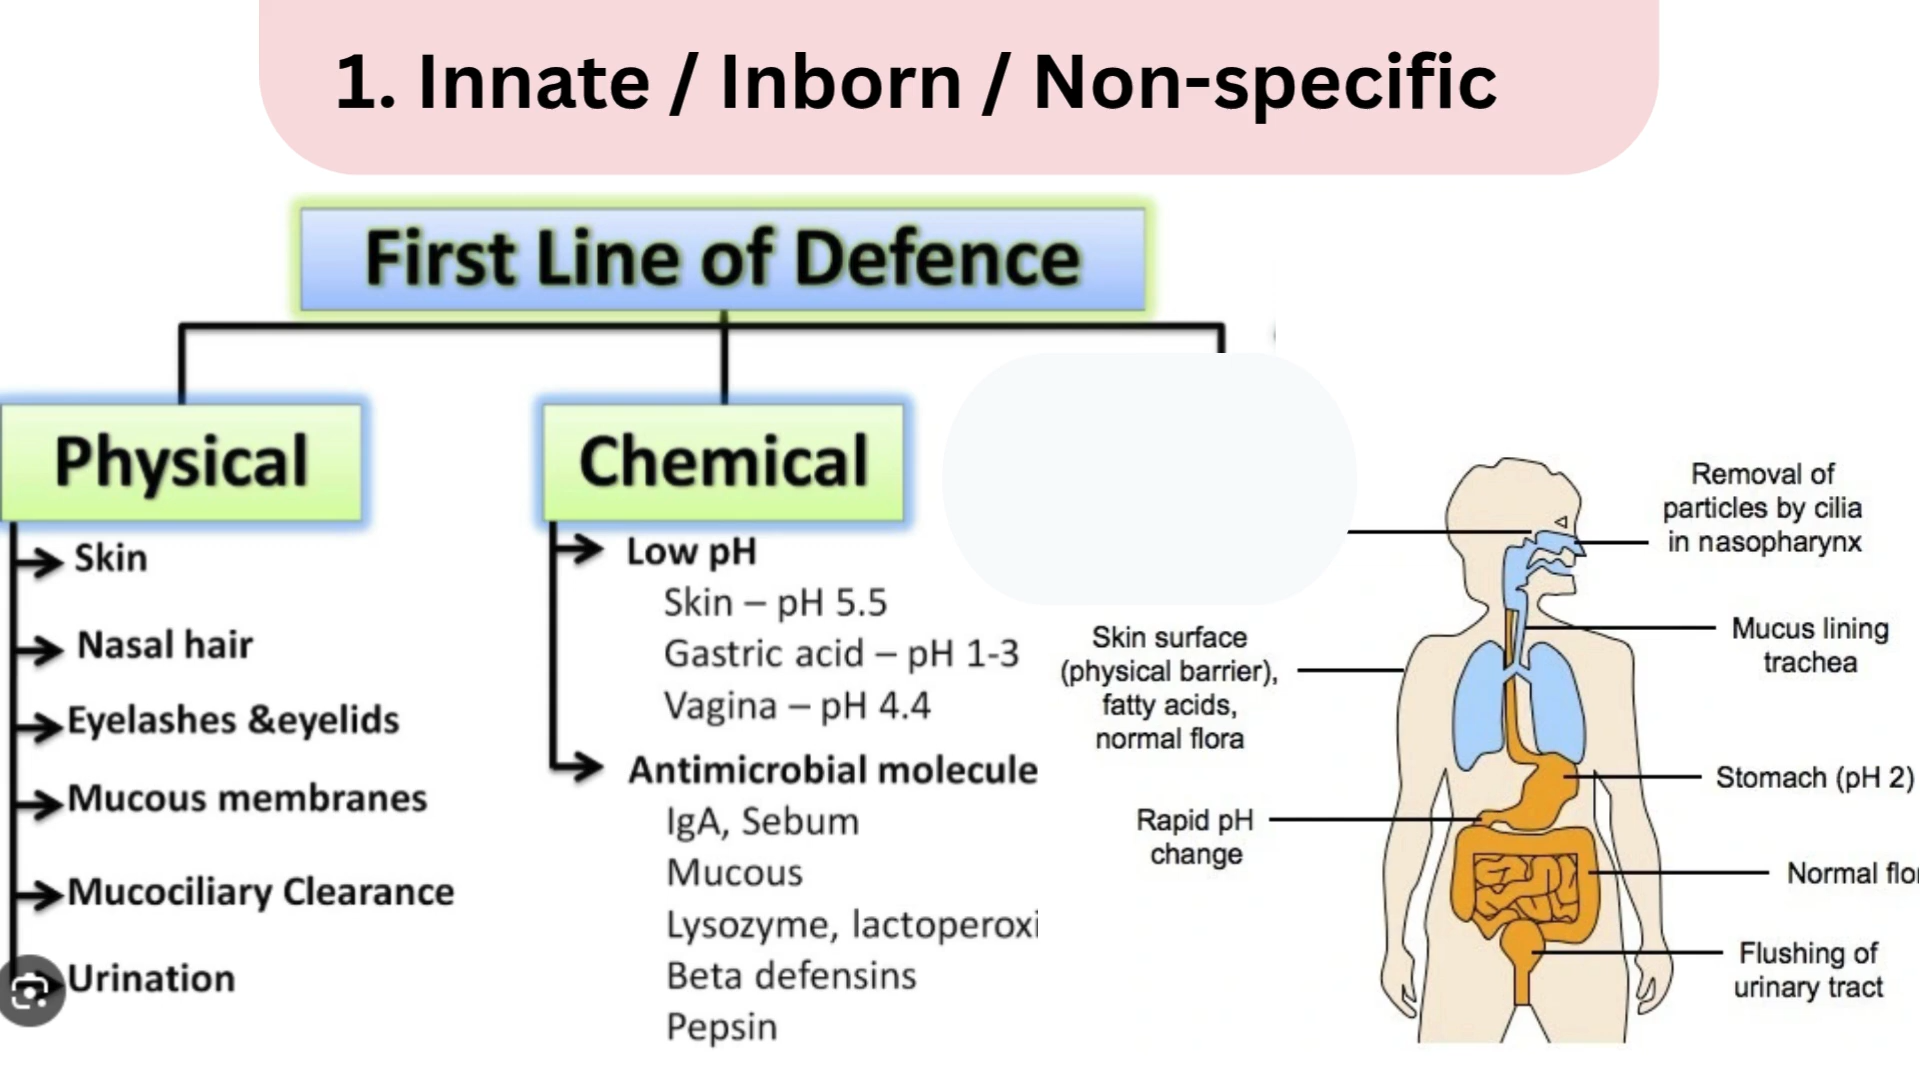 1. Innate / Inborn / Non-specific
First Line of Defence
Physical
Skin
Nasal hair
Eyelashes &eyelids
Mucous membranes
Mucociliary Clearance
Urination
Chemical
Low pH
Skin – pH 5.5
Gastric acid – pH 1-3
Vagina – pH 4.4
Antimicrobial molecule
IgA, Sebum
Mucous
Lysozyme,
Beta defensins
Pepsin
Skin surface
(physical barrier),
fatty acids,
normal flora
Rapid pH
change
Removal of
particles by cilia
in nasopharynx
Mucus lining
trachea
Stomach (pH 2)
Normal
Flushing of
urinary tract